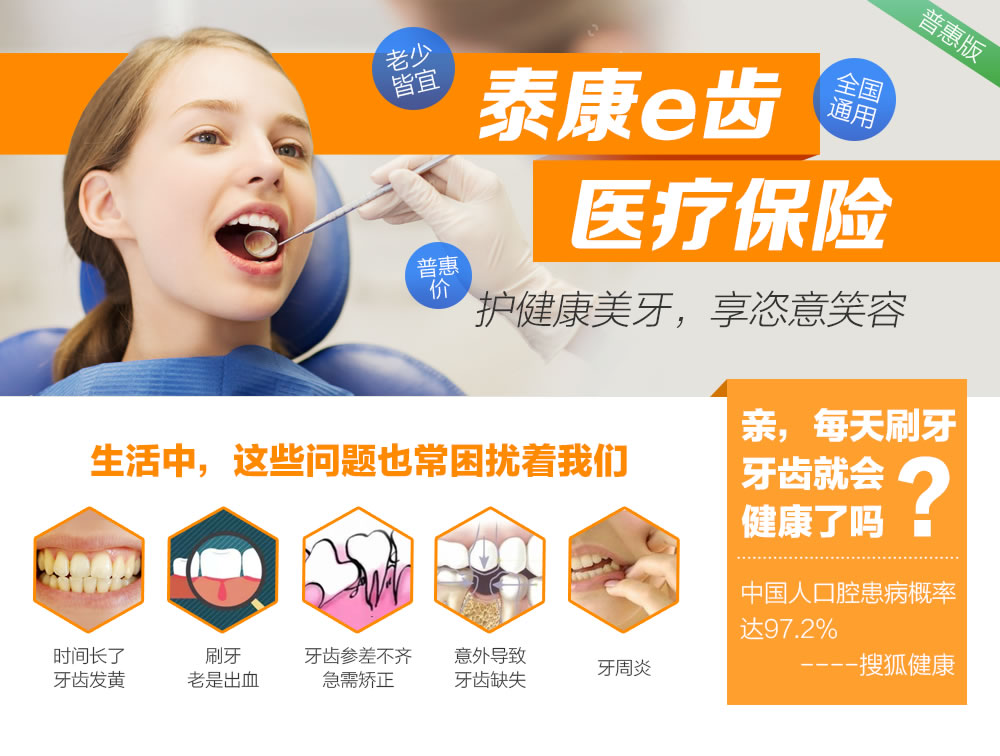 普惠版
老少
皆宜
泰康e齿
全国
通用
医疗保险
普惠
价
护健康美牙，享恣意笑容
生活中，这些问题也常困扰着我们
时间长了
牙齿发黄
刷牙
老是出血
牙齿参差不齐
急需矫正
意外导致
牙齿缺失
牙周炎
亲，每天刷牙
牙齿就会
健康了吗
？
中国人口腔患病概率
达97.2%
----搜狐健康